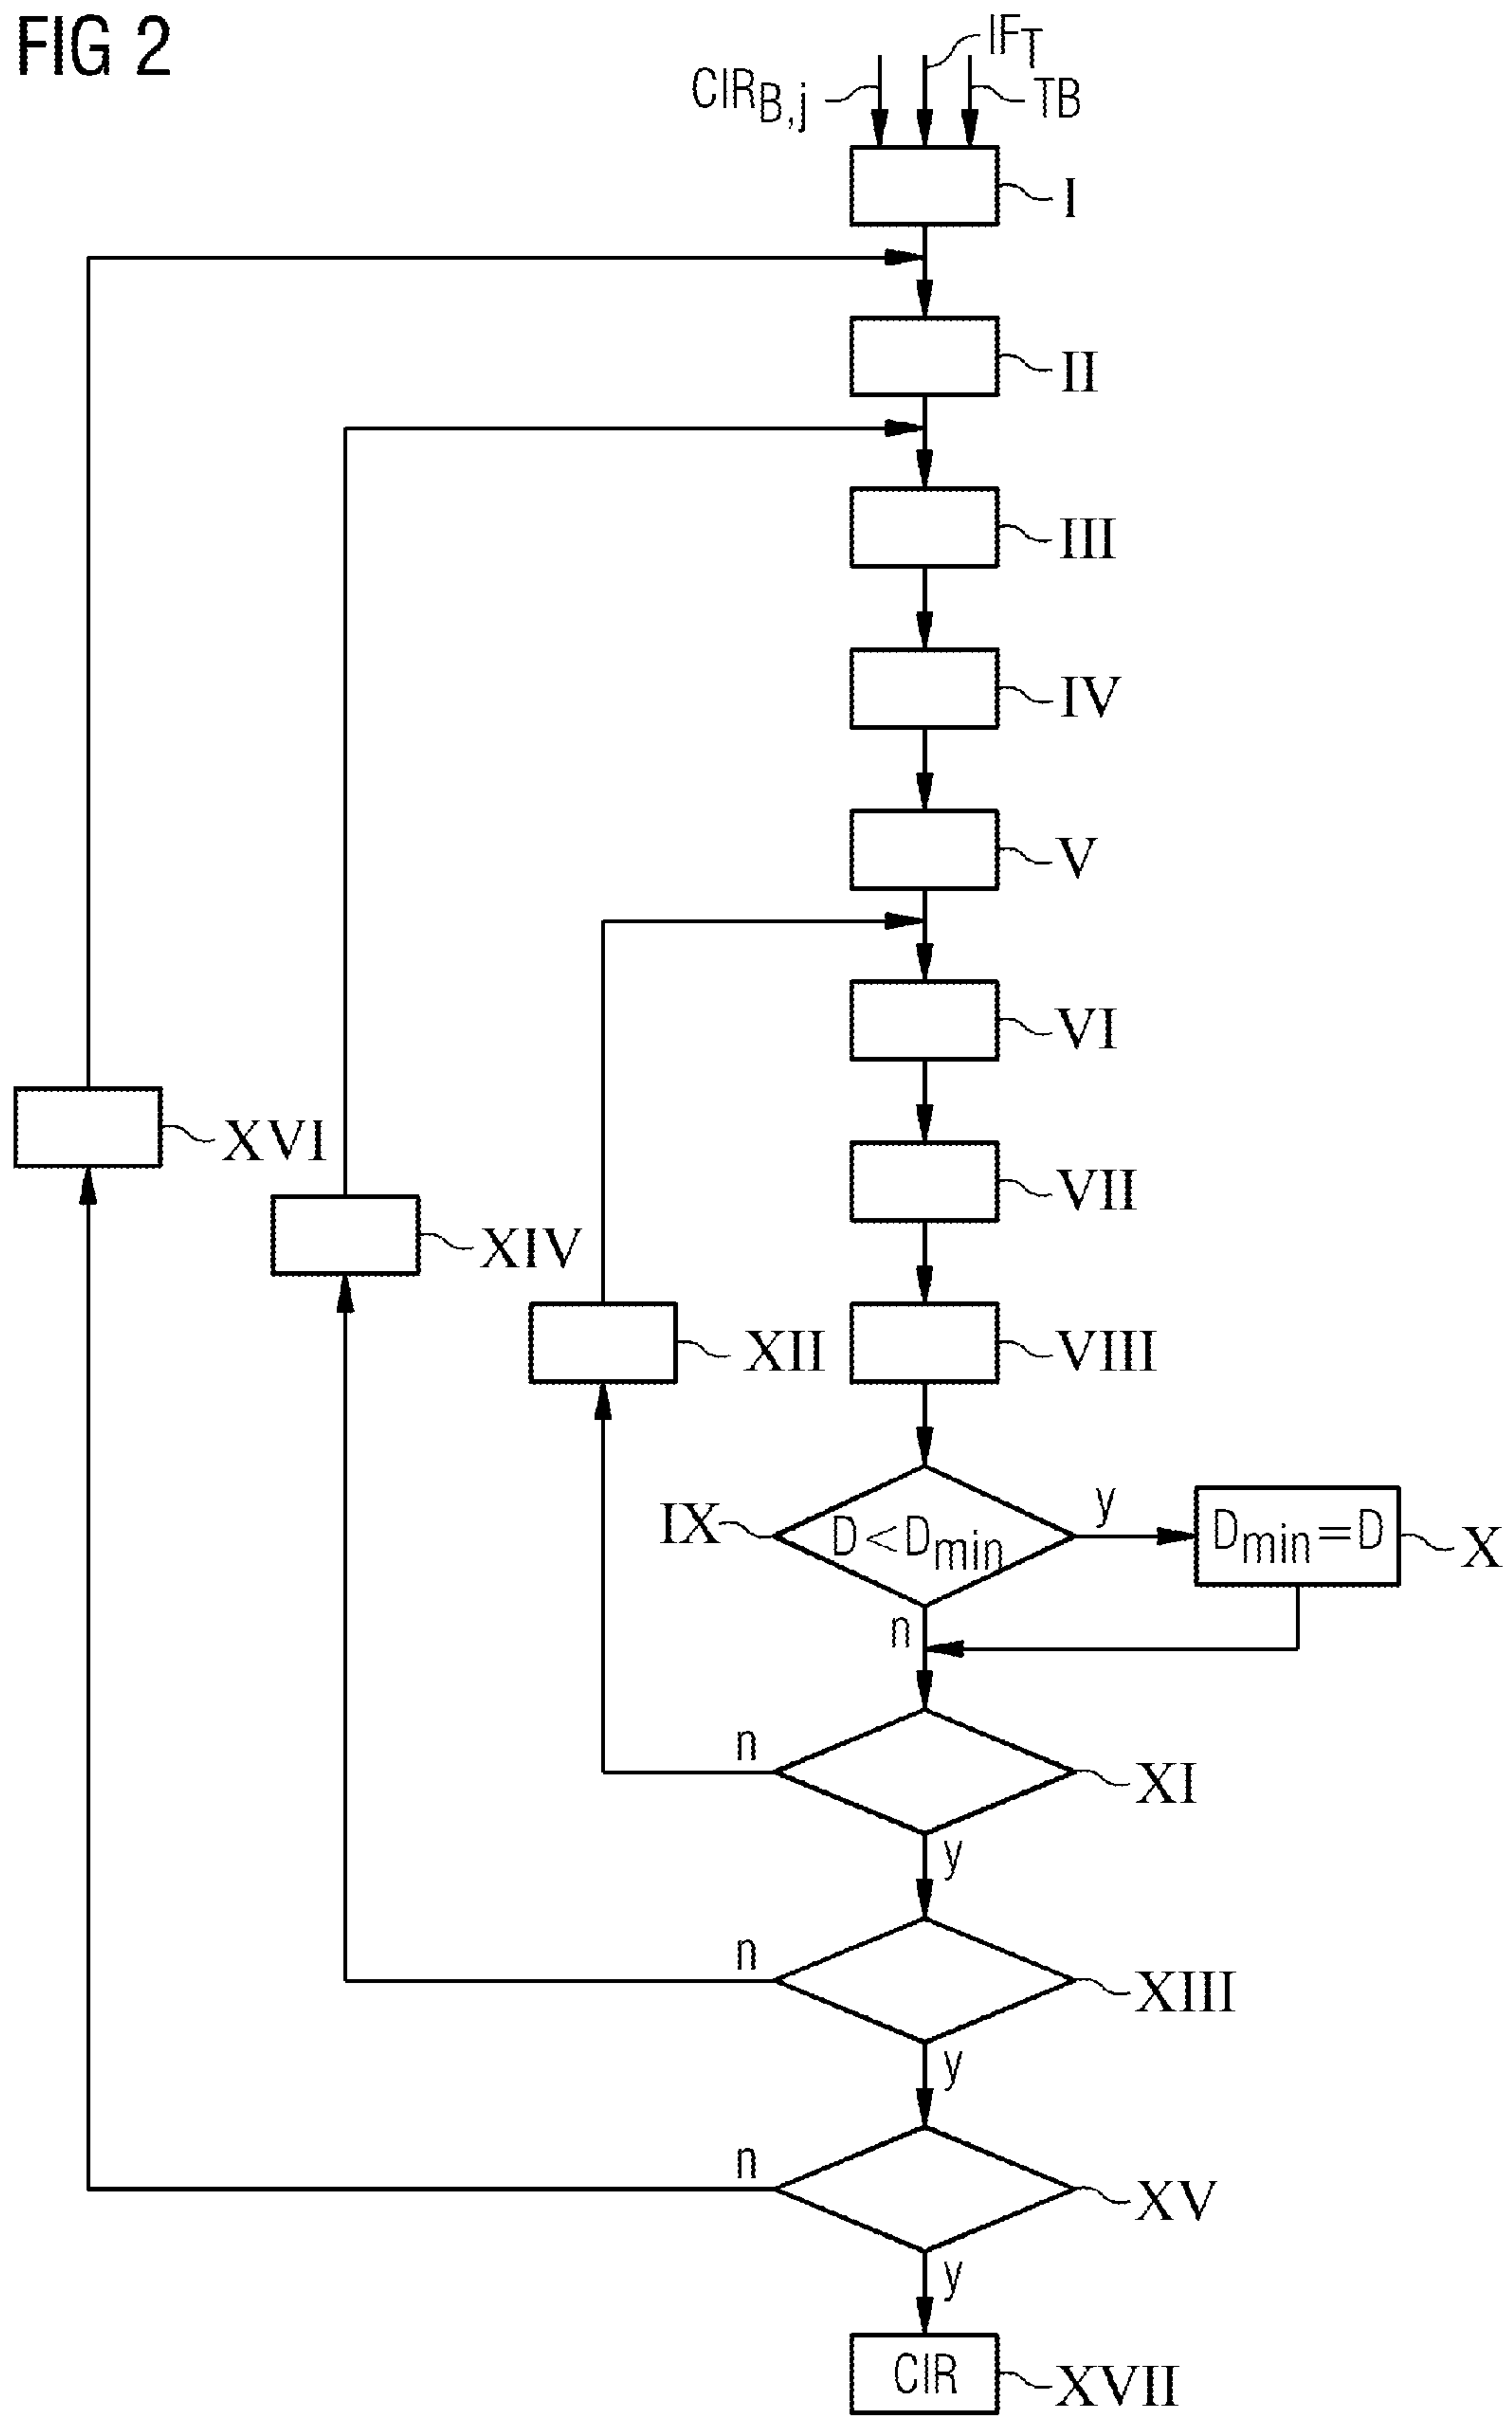 FIG 2
IF_T
CIR_B,j
TB
I
II
III
IV
V
VI
XVI
VII
XIV
XII
VIII
IX
D<D_min
y
D_min=D
X
n
n
XI
y
n
XIII
y
n
XV
y
CIR
XVII